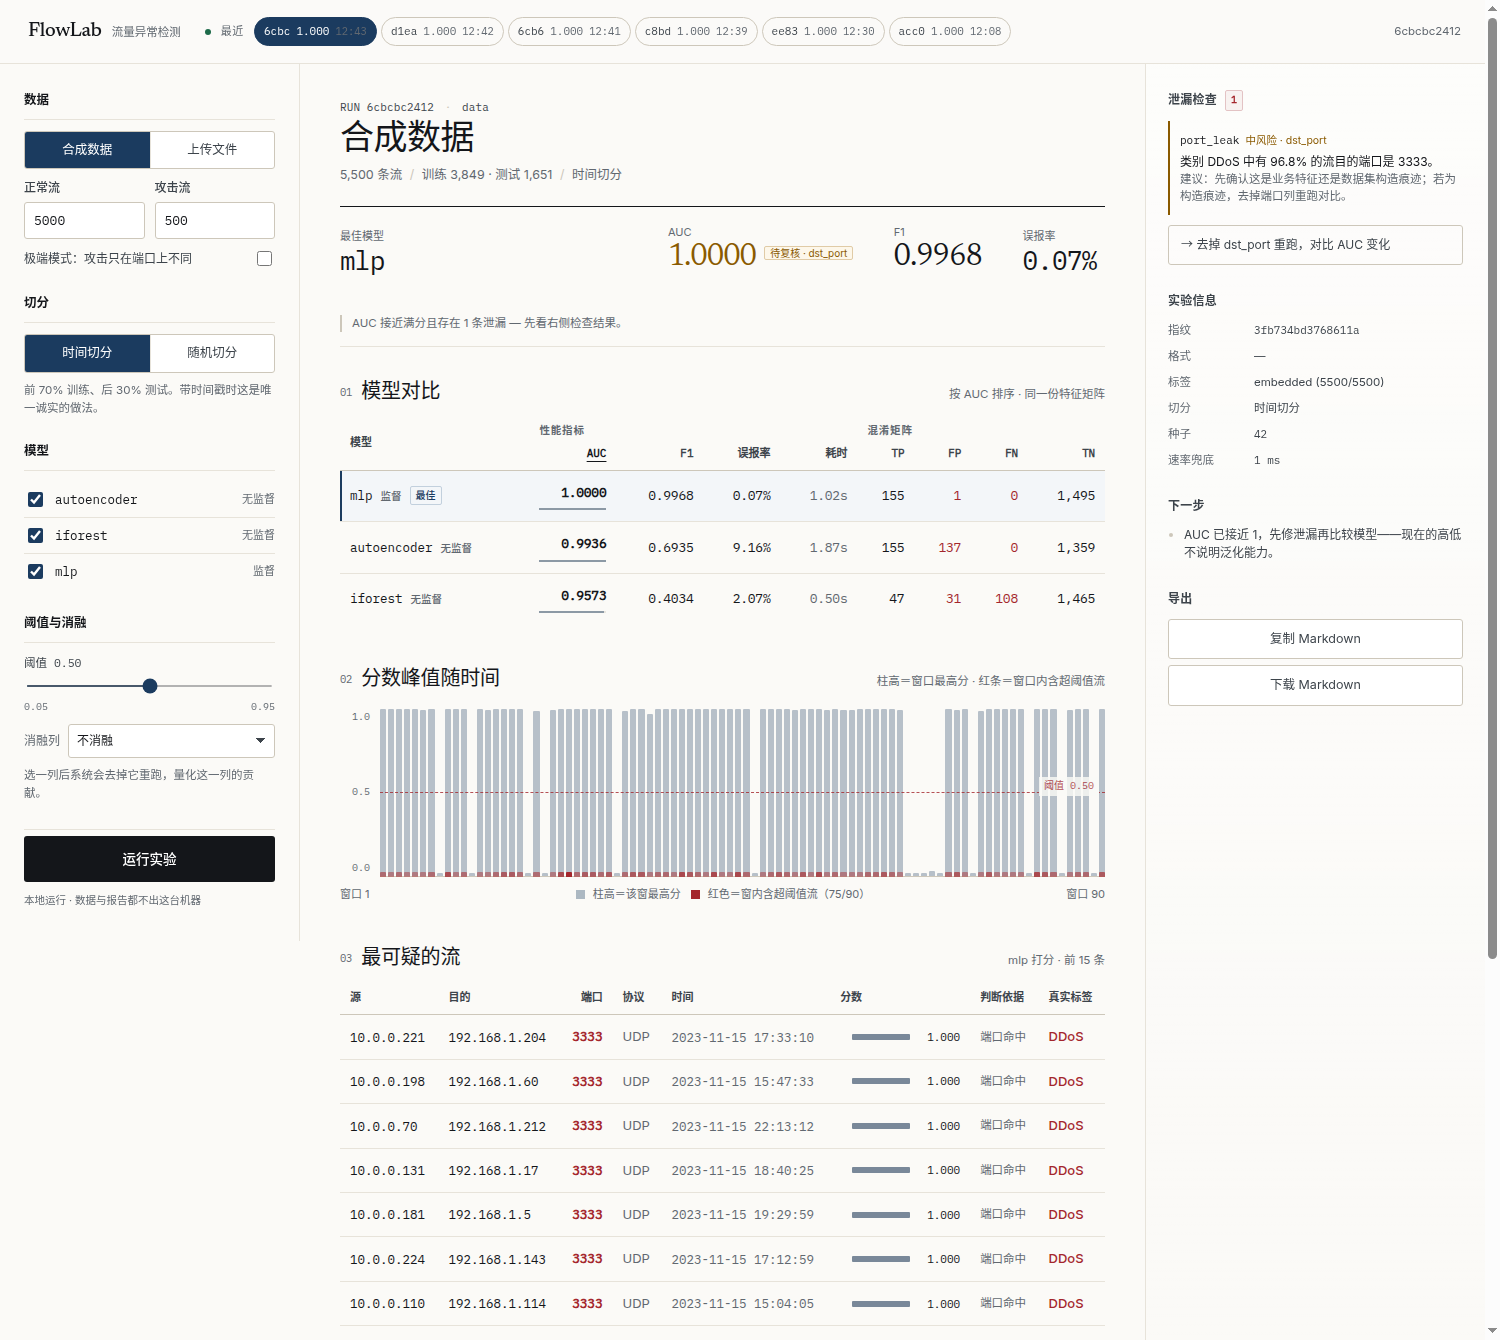 FlowLab 流量异常检测 最近 6cbc 1.000 12:43 d1ea 1.000 12:42 6cb6 1.000 12:41 c8bd 1.000 12:39 ee83 1.000 12:30 acc0 1.000 12:08 6cbcbc2412
数据
合成数据 上传文件
正常流 攻击流
5000 500
极端模式：攻击只在端口上不同
切分
时间切分 随机切分
前 70% 训练、后 30% 测试。带时间戳时这是唯
一诚实的做法。
模型
autoencoder 无监督
iforest 无监督
mlp 监督
阈值与消融
阈值 0.50
0.05 0.95
消融列 不消融
选一列后系统会去掉它重跑，量化这一列的贡
献。
运行实验
本地运行 · 数据与报告都不出这台机器
RUN 6cbcbc2412 · data
合成数据
5,500 条流 / 训练 3,849 · 测试 1,651 / 时间切分
最佳模型 AUC F1 误报率
mlp 1.0000 待复核 · dst_port 0.9968 0.07%
AUC 接近满分且存在 1 条泄漏 — 先看右侧检查结果。
01 模型对比 按 AUC 排序 · 同一份特征矩阵
性能指标 混淆矩阵
模型 AUC F1 误报率 耗时 TP FP FN TN
mlp 监督 最佳 1.0000 0.9968 0.07% 1.02s 155 1 0 1,495
autoencoder 无监督 0.9936 0.6935 9.16% 1.87s 155 137 0 1,359
iforest 无监督 0.9573 0.4034 2.07% 0.50s 47 31 108 1,465
02 分数峰值随时间 柱高＝窗口最高分 · 红条＝窗口内含超阈值流
1.0
0.5
0.0
阈值 0.50
窗口 1 柱高＝该窗最高分 红色＝窗内含超阈值流（75/90） 窗口 90
03 最可疑的流 mlp 打分 · 前 15 条
源 目的 端口 协议 时间 分数 判断依据 真实标签
10.0.0.221 192.168.1.204 3333 UDP 2023-11-15 17:33:10 1.000 端口命中 DDoS
10.0.0.198 192.168.1.60 3333 UDP 2023-11-15 15:47:33 1.000 端口命中 DDoS
10.0.0.70 192.168.1.212 3333 UDP 2023-11-15 22:13:12 1.000 端口命中 DDoS
10.0.0.131 192.168.1.17 3333 UDP 2023-11-15 18:40:25 1.000 端口命中 DDoS
10.0.0.181 192.168.1.5 3333 UDP 2023-11-15 19:29:59 1.000 端口命中 DDoS
10.0.0.224 192.168.1.143 3333 UDP 2023-11-15 17:12:59 1.000 端口命中 DDoS
10.0.0.110 192.168.1.114 3333 UDP 2023-11-15 15:04:05 1.000 端口命中 DDoS
泄漏检查 1
port_leak 中风险 · dst_port
类别 DDoS 中有 96.8% 的流目的端口是 3333。
建议：先确认这是业务特征还是数据集构造痕迹；若为
构造痕迹，去掉端口列重跑对比。
→ 去掉 dst_port 重跑，对比 AUC 变化
实验信息
指纹 3fb734bd3768611a
格式 —
标签 embedded (5500/5500)
切分 时间切分
种子 42
速率兜底 1 ms
下一步
AUC 已接近 1，先修泄漏再比较模型——现在的高低
不说明泛化能力。
导出
复制 Markdown
下载 Markdown